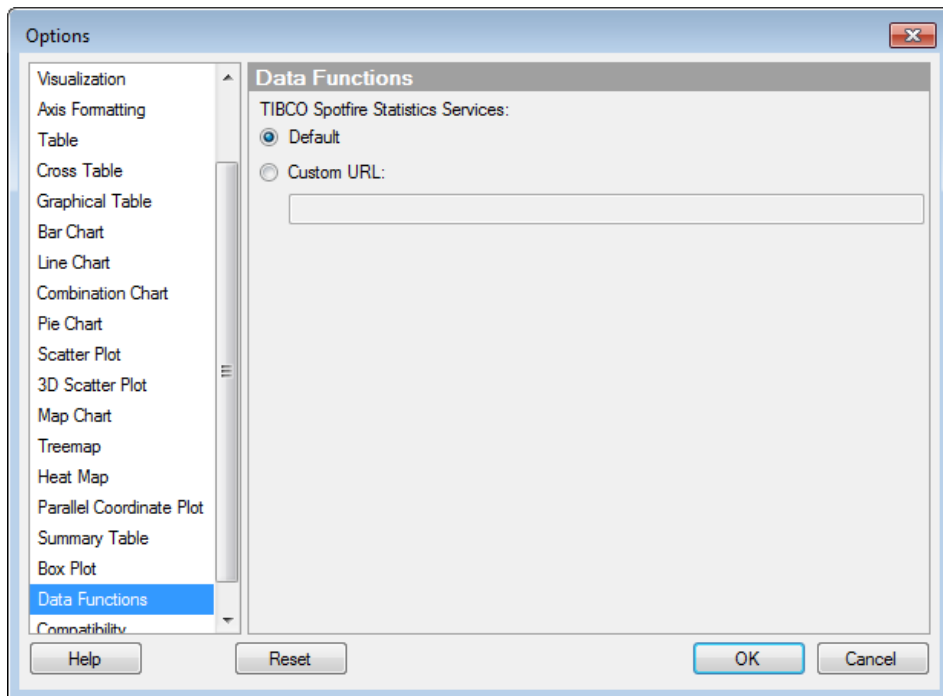 Options
Visualization
Axis Formatting
Table
Cross Table
Graphical Table
Bar Chart
Line Chart
Combination Chart
Pie Chart
Scatter Plot
3D Scatter Plot
Map Chart
Treemap
Heat Map
Parallel Coordinate Plot
Summary Table
Box Plot
Data Functions
Compatibility
Data Functions
TIBCO Spotfire Statistics Services:
Default
Custom URL:
Help
Reset
OK
Cancel